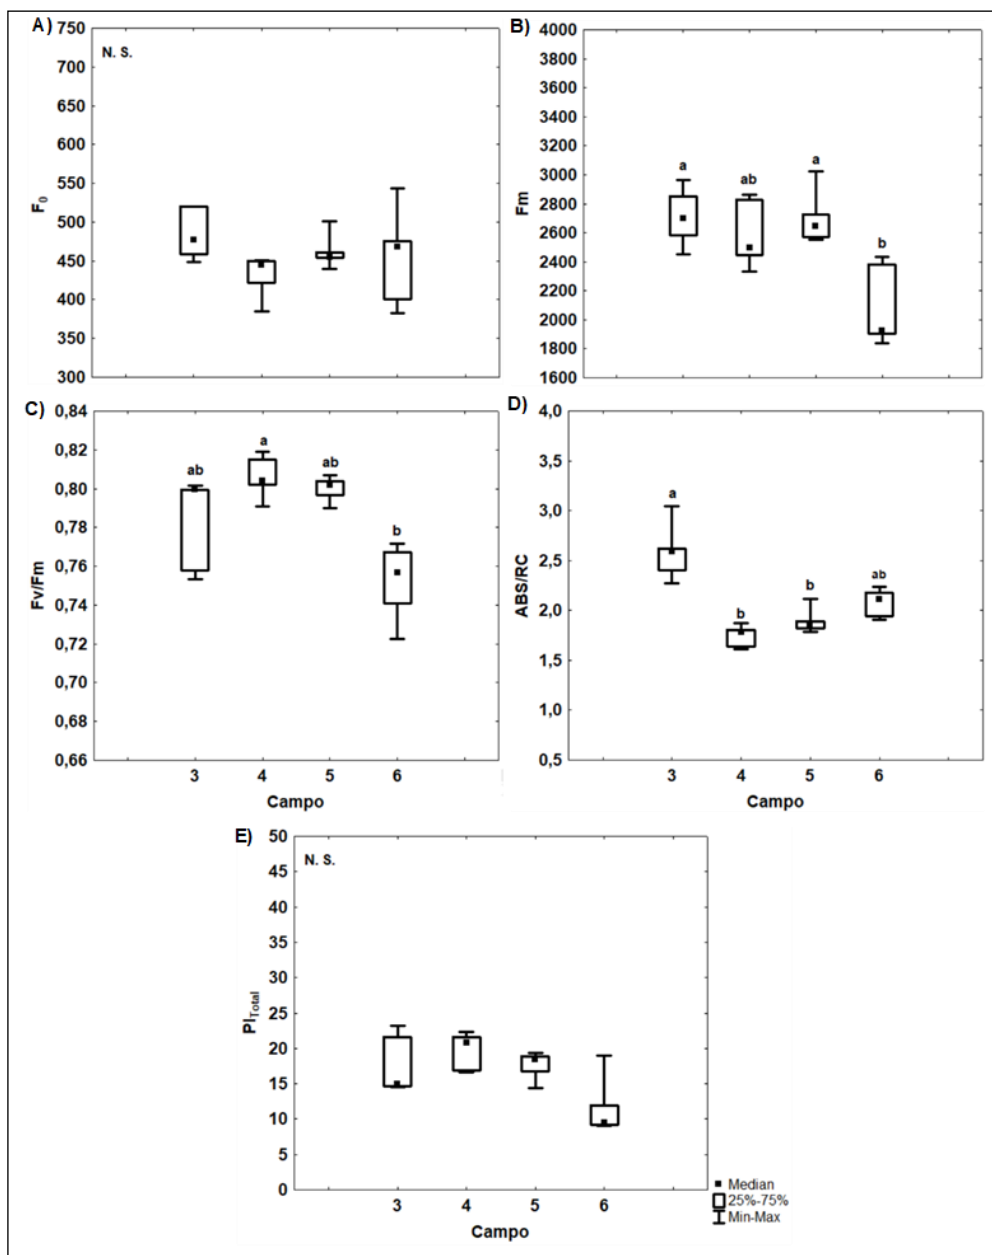 A)
750
700
650
600
550
500
450
400
350
300
F0
N. S.
B)
4000
3800
3600
3400
3200
3000
2800
2600
2400
2200
2000
1800
1600
Fm
a
ab
a
b
C)
0,84
0,82
0,80
0,78
0,76
0,74
0,72
0,70
0,68
0,66
Fv/Fm
ab
a
ab
b
3 4 5 6
Campo
D)
4,0
3,5
3,0
2,5
2,0
1,5
1,0
0,5
ABS/RC
a
b
b
ab
3 4 5 6
Campo
E)
50
45
40
35
30
25
20
15
10
5
0
PITotal
N. S.
3 4 5 6
Campo
Median
25%-75%
Min-Max